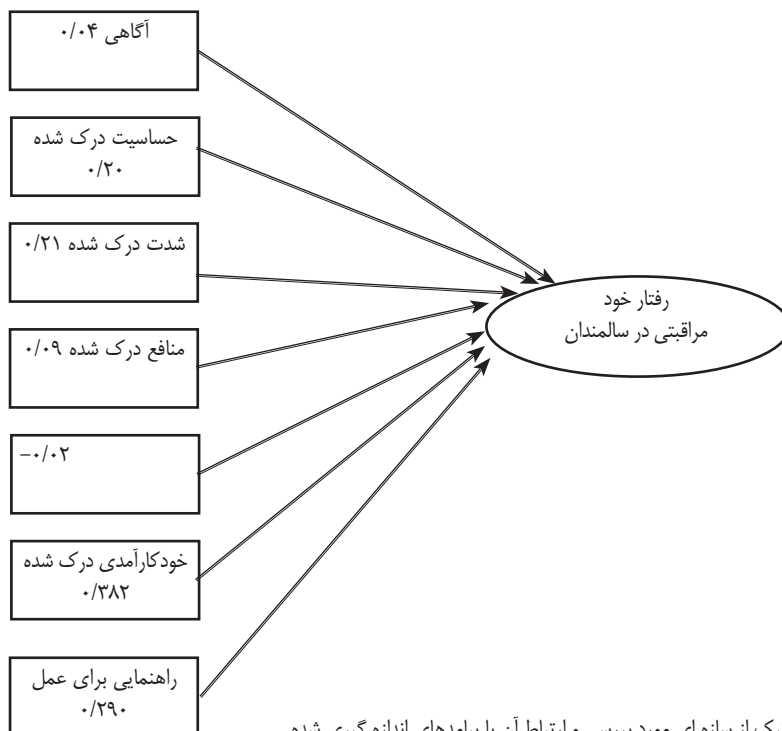 آگاهی ۰/۰۴
حساسیت درک شده
۰/۲۰
شدت درک شده ۰/۲۱
منافع درک شده ۰/۰۹
−۰/۰۲
خودکارآمدی درک شده
۰/۳۸۲
راهنمایی برای عمل
۰/۲۹۰
رفتار خود
مراقبتی در سالمندان